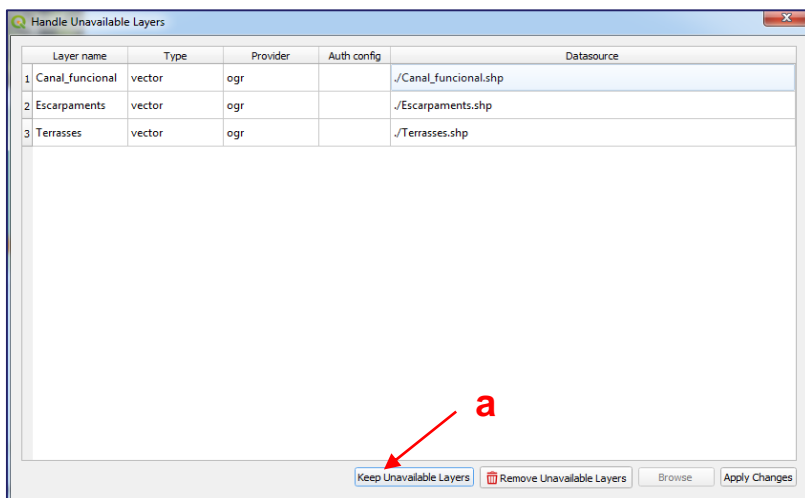 Handle Unavailable Layers
Layer name Type Provider Auth config Datasource
1 Canal_funcional vector ogr ./Canal_funcional.shp
2 Escarpaments vector ogr ./Escarpaments.shp
3 Terrasses vector ogr ./Terrasses.shp
a
Keep Unavailable Layers Remove Unavailable Layers Browse Apply Changes